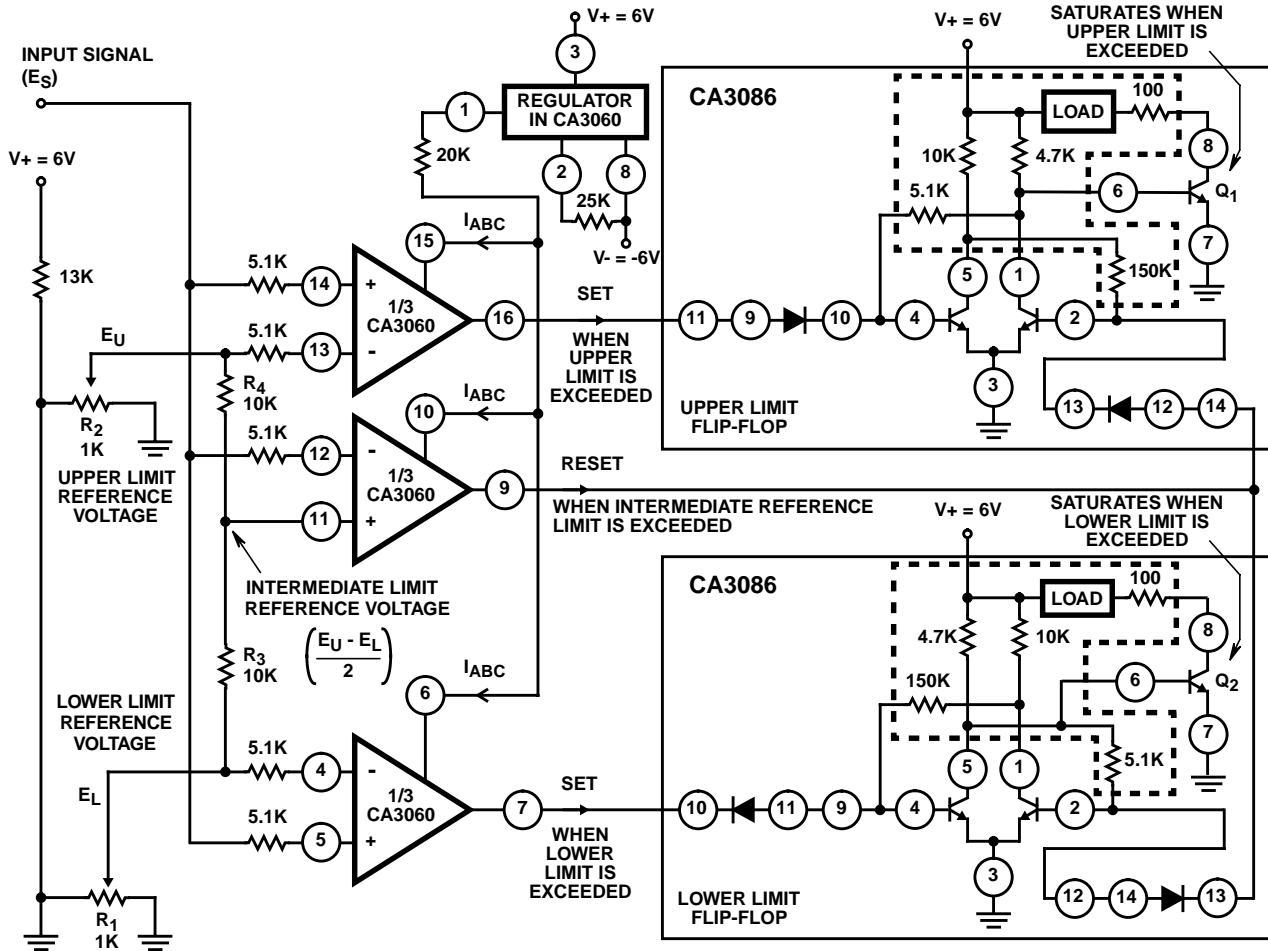 INPUT SIGNAL
(ES)
V+ = 6V
13K
EU
R2
1K
UPPER LIMIT
REFERENCE
VOLTAGE
LOWER LIMIT
REFERENCE
VOLTAGE
EL
R1
1K
V+ = 6V
3
REGULATOR
IN CA3060
1
20K
2
8
25K
V- = -6V
IABC
15
5.1K
14
+
1/3
CA3060
5.1K
13
-
16
SET
WHEN
UPPER
LIMIT IS
EXCEEDED
R4
10K
IABC
10
5.1K
12
-
1/3
CA3060
11
+
9
RESET
WHEN INTERMEDIATE REFERENCE
LIMIT IS EXCEEDED
INTERMEDIATE LIMIT
REFERENCE VOLTAGE
(EU - EL
2)
R3
10K
IABC
6
5.1K
4
-
1/3
CA3060
5.1K
5
+
7
SET
WHEN
LOWER
LIMIT IS
EXCEEDED
V+ = 6V
SATURATES WHEN
UPPER LIMIT IS
EXCEEDED
CA3086
LOAD
100
8
10K
4.7K
5.1K
6
Q1
7
5
1
150K
11
9
10
4
2
3
13
12
14
UPPER LIMIT
FLIP-FLOP
V+ = 6V
SATURATES WHEN
LOWER LIMIT IS
EXCEEDED
CA3086
LOAD
100
8
4.7K
10K
150K
6
Q2
7
5
1
5.1K
10
11
9
4
2
3
12
14
13
LOWER LIMIT
FLIP-FLOP